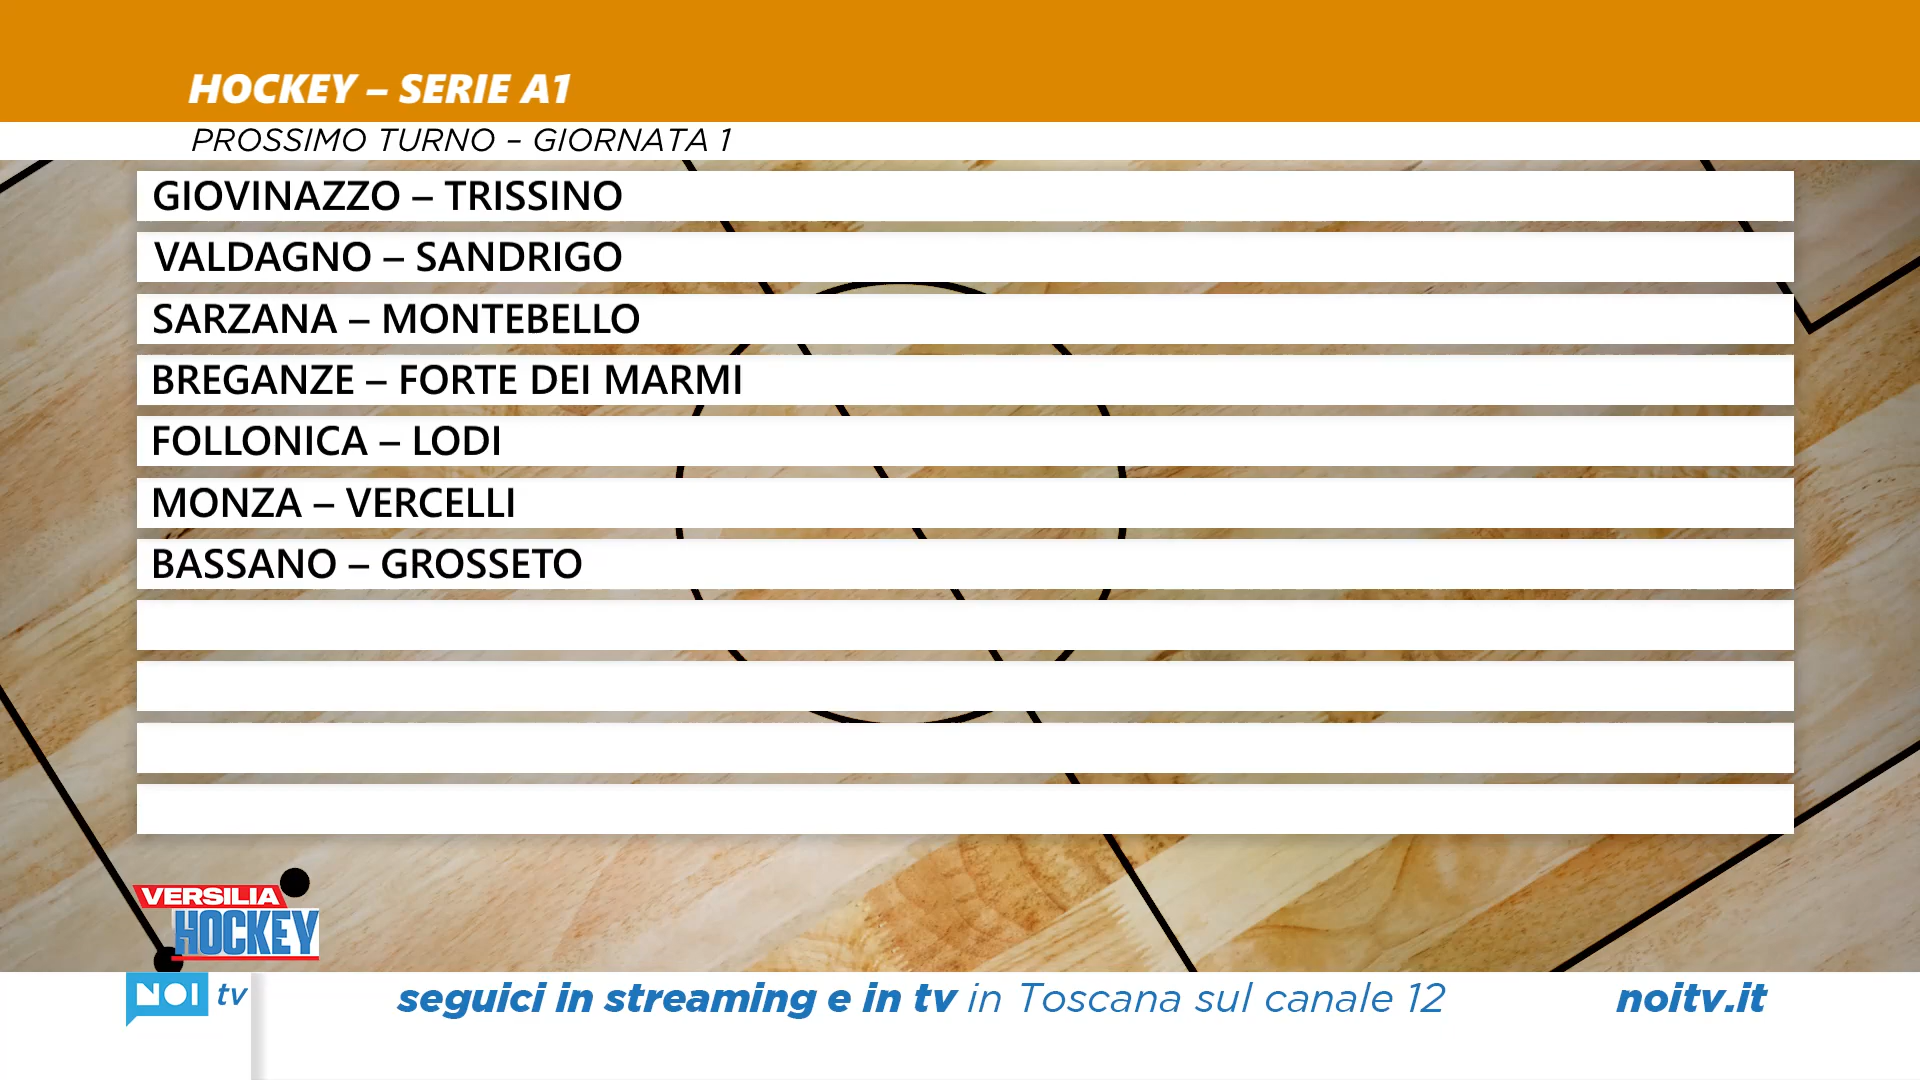 HOCKEY – SERIE A1
PROSSIMO TURNO – GIORNATA 1
GIOVINAZZO – TRISSINO
VALDAGNO – SANDRIGO
SARZANA – MONTEBELLO
BREGANZE – FORTE DEI MARMI
FOLLONICA – LODI
MONZA – VERCELLI
BASSANO – GROSSETO
VERSILIA
HOCKEY
NOI tv
seguici in streaming e in tv in Toscana sul canale 12
noitv.it